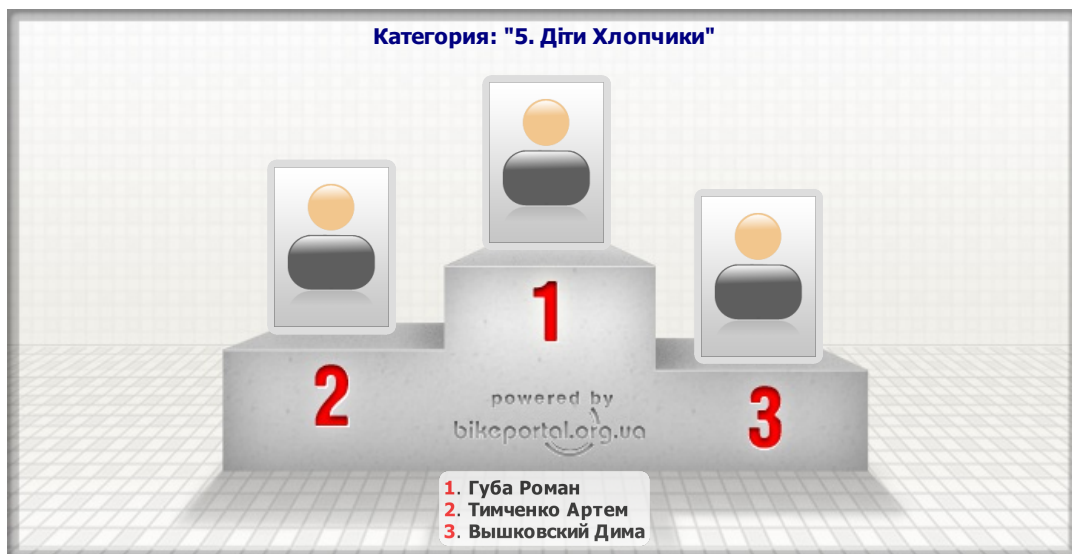 Категория: "5. Діти Хлопчики"
1
2
3
powered by
bikeportal.org.ua
1. Губа Роман
2. Тимченко Артем
3. Вышковский Дима